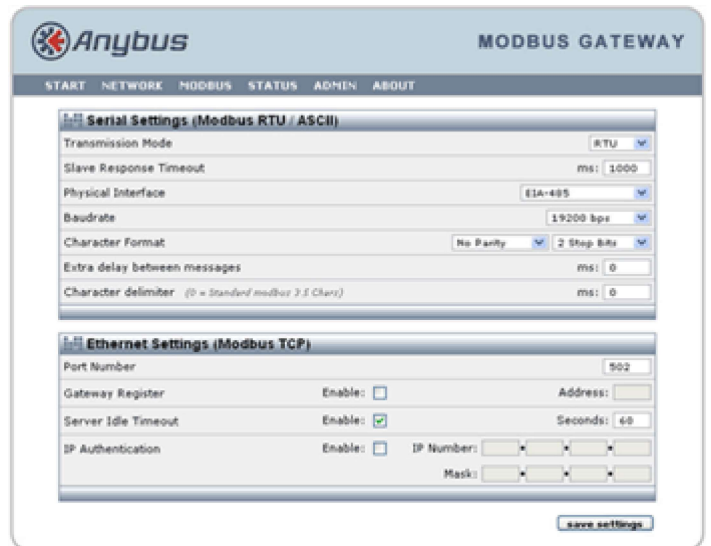 Anybus MODBUS GATEWAY
START NETWORK MODBUS STATUS ADMIN ABOUT
Serial Settings (Modbus RTU / ASCII)
Transmission Mode RTU
Slave Response Timeout ms: 1000
Physical Interface EIA-485
Baudrate 19200 bps
Character Format No Parity 2 Stop Bits
Extra delay between messages ms: 0
Character delimiter (0 = Standard modbus 3.5 Chars) ms: 0
Ethernet Settings (Modbus TCP)
Port Number 502
Gateway Register Enable: Address:
Server Idle Timeout Enable: Seconds: 60
IP Authentication Enable: IP Number:
Mask:
save settings